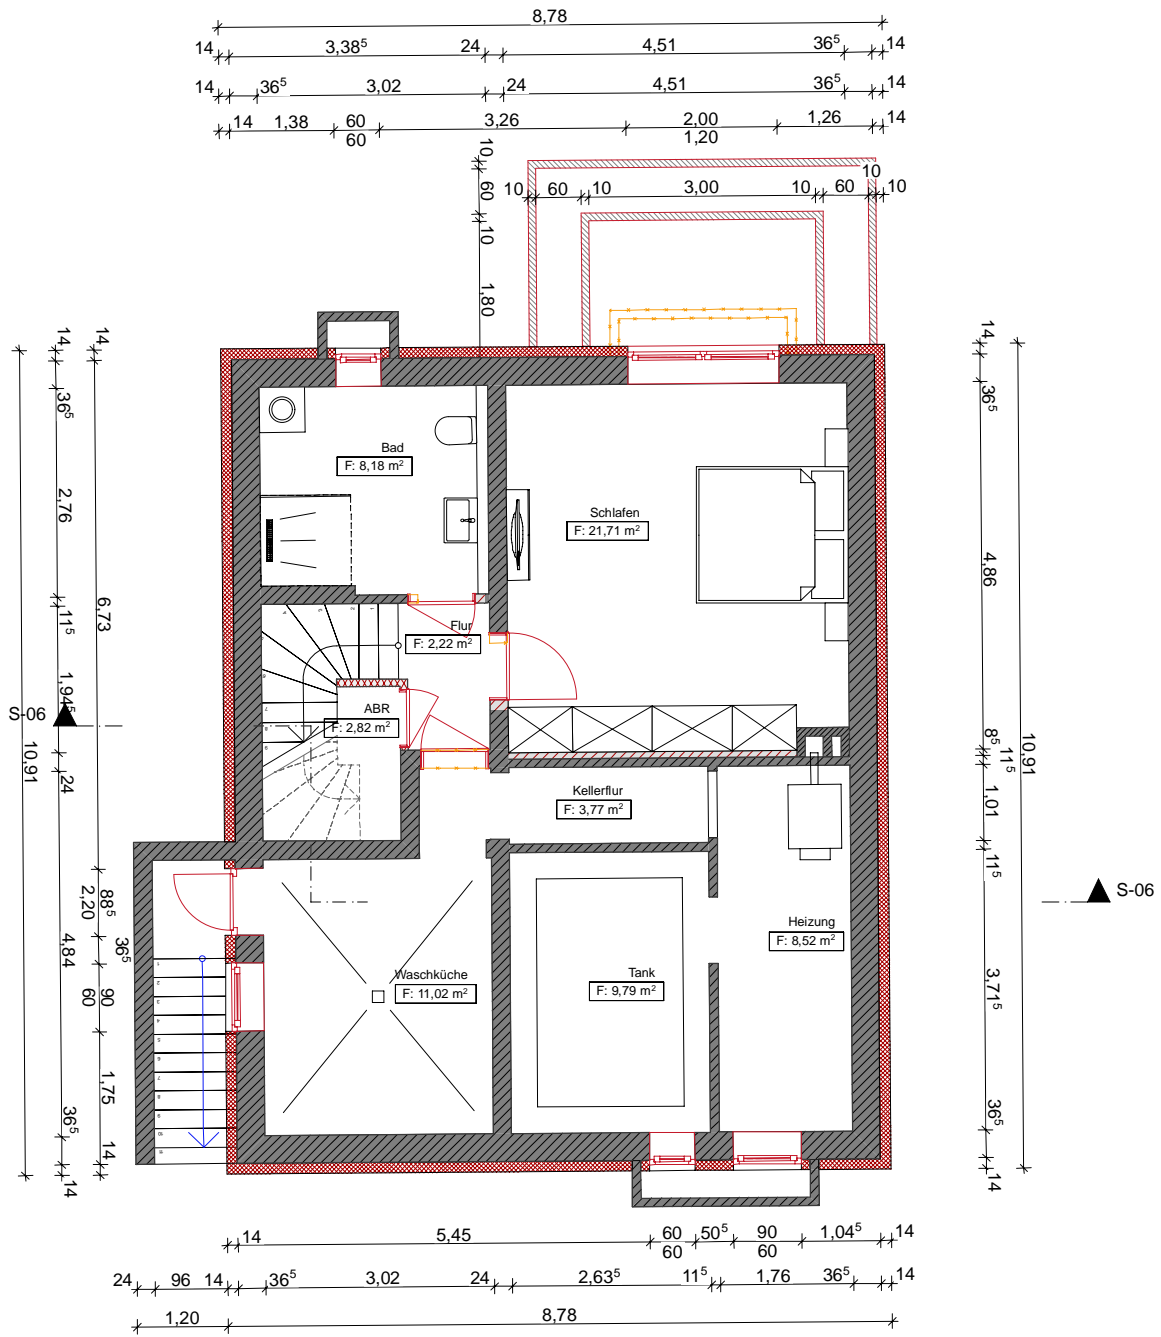 8,78
14 3,38⁵ 24 4,51 36⁵ 14
14 36⁵ 3,02 24 4,51 36⁵ 14
14 1,38 60 3,26 2,00 1,26 14
60 1,20
10 60 10 1,80
10
10 60 10 3,00 10 60 10
14 14
36⁵
2,76
11⁵
1,94⁵
24
4,84
36⁵
14
10,91
6,73
88⁵
2,20
36⁵
90
60
1,75
14
14
36⁵
4,86
8⁵
11⁵
1,01
11⁵
3,71⁵
36⁵
14
10,91
Bad
F: 8,18 m²
Schlafen
F: 21,71 m²
Flur
F: 2,22 m²
ABR
F: 2,82 m²
S-06
Kellerflur
F: 3,77 m²
S-06
Heizung
F: 8,52 m²
Waschküche
F: 11,02 m²
Tank
F: 9,79 m²
14 5,45 60 50⁵ 90 1,04⁵ 14
60 60
24 96 14 36⁵ 3,02 24 2,63⁵ 11⁵ 1,76 36⁵ 14
1,20 8,78